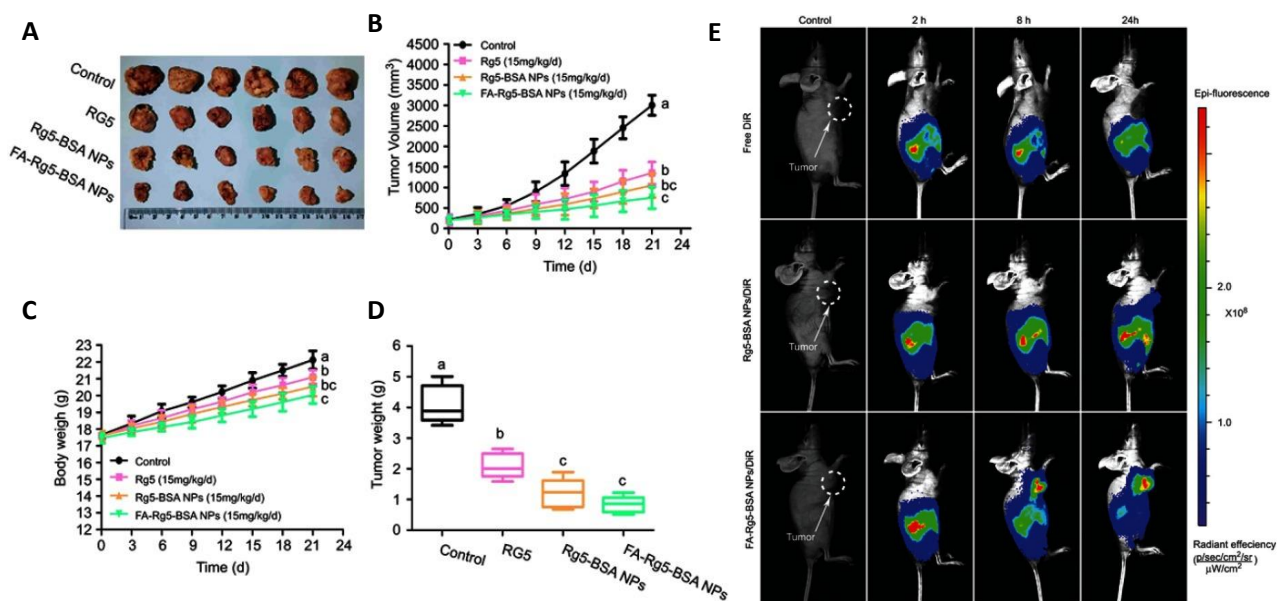 A
Control
RG5
Rg5-BSA NPs
FA-Rg5-BSA NPs
B
Control
Rg5 (15mg/kg/d)
Rg5-BSA NPs (15mg/kg/d)
FA-Rg5-BSA NPs (15mg/kg/d)
Tumor Volume (mm³)
4500
4000
3500
3000
2500
2000
1500
1000
500
0
a
b
bc
c
0 3 6 9 12 15 18 21 24
Time (d)
C
Body weigh (g)
23
22
21
20
19
18
17
16
15
14
13
12
a
b
bc
c
Control
Rg5 (15mg/kg/d)
Rg5-BSA NPs (15mg/kg/d)
FA-Rg5-BSA NPs (15mg/kg/d)
0 3 6 9 12 15 18 21 24
Time (d)
D
Tumor weight (g)
6
5
4
3
2
1
0
a
b
c
c
Control
RG5
Rg5-BSA NPs
FA-Rg5-BSA NPs
E
Control 2 h 8 h 24h
Free DiR
Tumor
Rg5-BSA NPs/DiR
Tumor
FA-Rg5-BSA NPs/DiR
Tumor
Epi-fluorescence
2.0
X10⁸
1.0
Radiant effeciency
(p/sec/cm²/sr)
μW/cm²